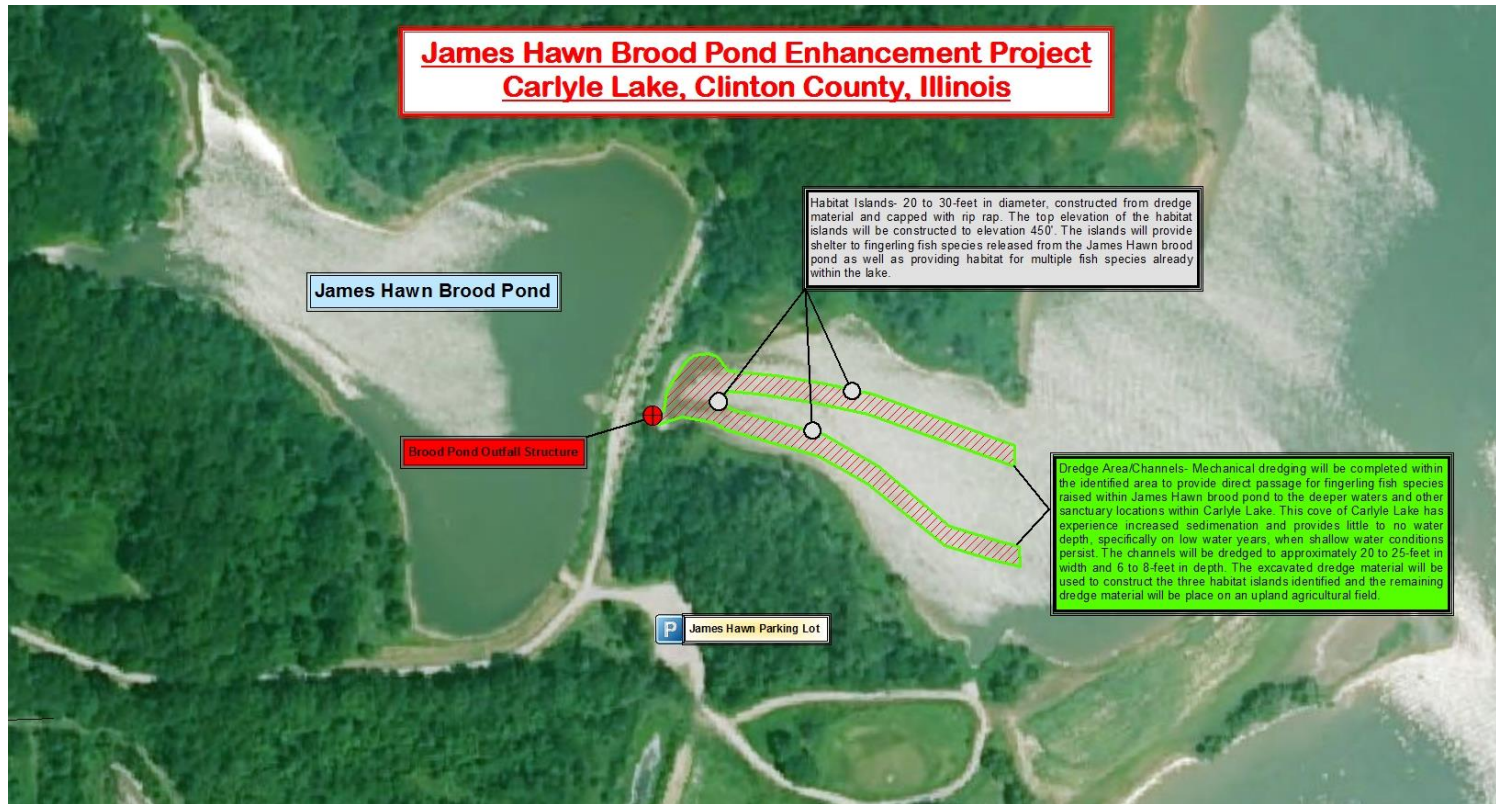 James Hawn Brood Pond Enhancement Project
Carlyle Lake, Clinton County, Illinois
Habitat Islands- 20 to 30-feet in diameter, constructed from dredge
material and capped with rip rap. The top elevation of the habitat
islands will be constructed to elevation 450'. The islands will provide
shelter to fingerling fish species released from the James Hawn brood
pond as well as providing habitat for multiple fish species already
within the lake.
James Hawn Brood Pond
Brood Pond Outfall Structure
Dredge Area/Channels- Mechanical dredging will be completed within
the identified area to provide direct passage for fingerling fish species
raised within James Hawn brood pond to the deeper waters and other
sanctuary locations within Carlyle Lake. This cove of Carlyle Lake has
experience increased sedimenation and provides little to no water
depth, specifically on low water years, when shallow water conditions
persist. The channels will be dredged to approximately 20 to 25-feet in
width and 6 to 8-feet in depth. The excavated dredge material will be
used to construct the three habitat islands identified and the remaining
dredge material will be place on an upland agricultural field.
P James Hawn Parking Lot